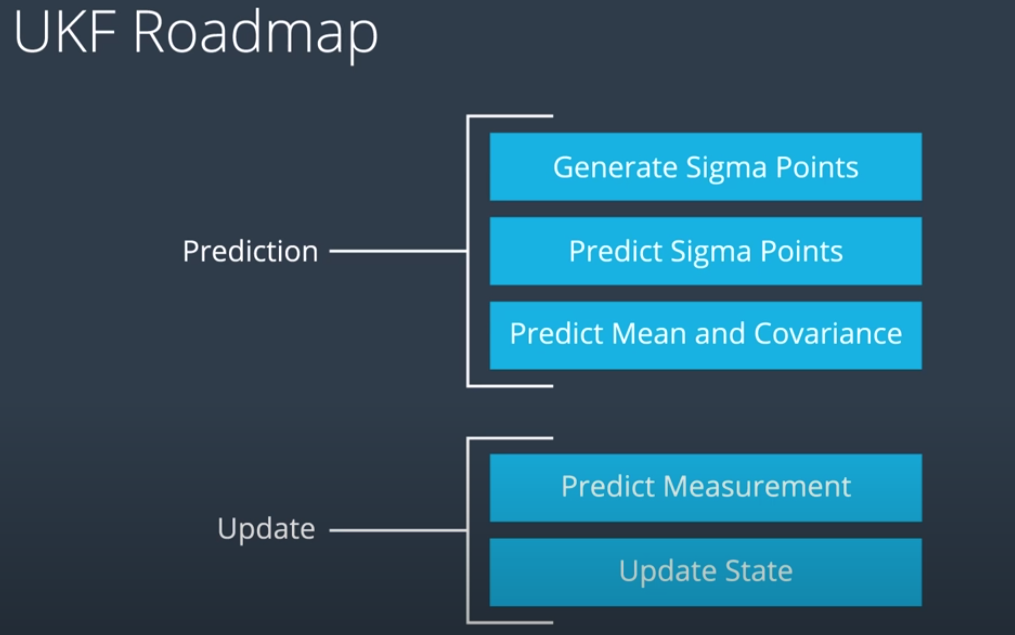 UKF Roadmap
Prediction
Generate Sigma Points
Predict Sigma Points
Predict Mean and Covariance
Update
Predict Measurement
Update State